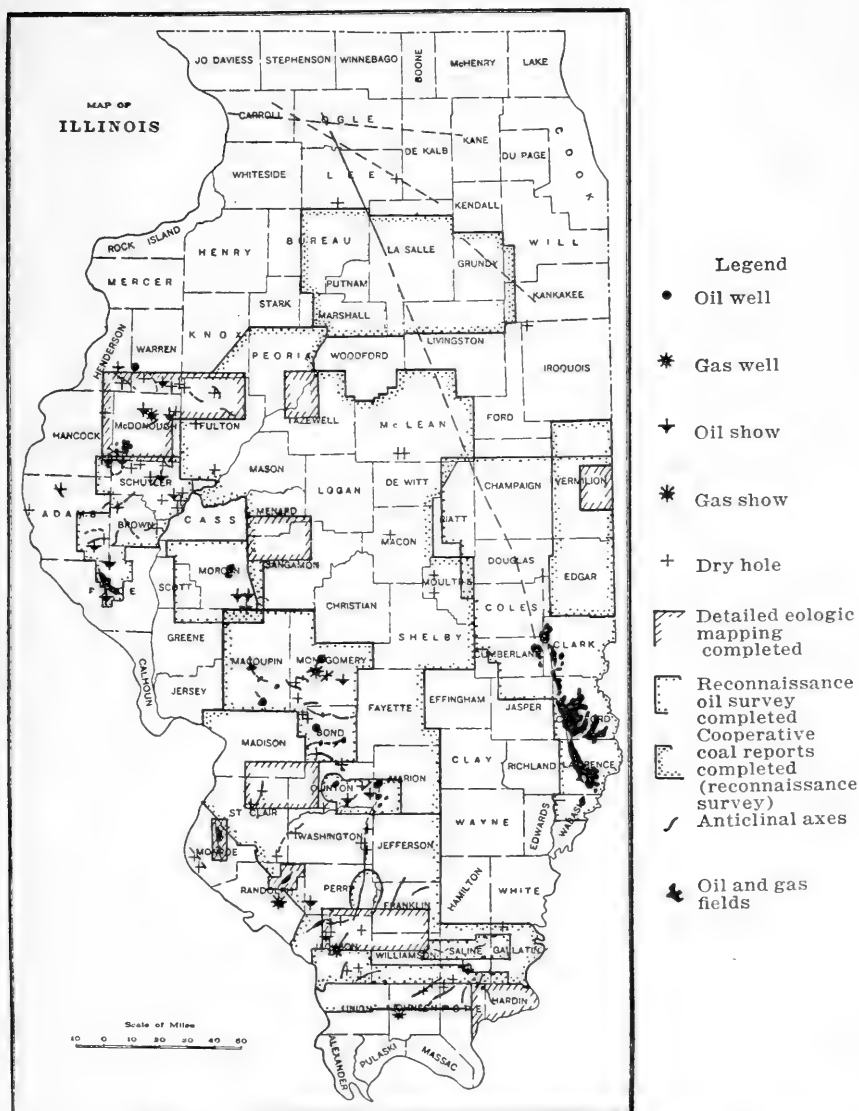 MAP OF
ILLINOIS
JO DAVIESS STEPHENSON WINNEBAGO BOONE McHENRY LAKE
CARROLL OGLE KANE COOK
DE KALB DU PAGE
WHITESIDE LEE
KENDALL
ROCK ISLAND HENRY BUREAU LA SALLE GRUNDY WILL
MERCER PUTNAM KANKAKEE
STARK MARSHALL
KNOX LIVINGSTON
HENDERSON WARREN PEORIA WOODFORD IROQUOIS
HANCOCK McDONOUGH FULTON TAZEWELL McLEAN FORD
MASON
SCHUYLER LOGAN DE WITT CHAMPAIGN VERMILION
ADAMS BROWN CASS MENARD PIATT
MACON
MORGAN SANGAMON DOUGLAS EDGAR
SCOTT MOULTRIE
PIKE CHRISTIAN COLES
GREENE SHELBY CLARK
CALHOUN MACOUPIN MONTGOMERY CUMBERLAND
JERSEY EFFINGHAM JASPER CRAWFORD
FAYETTE
MADISON BOND CLAY RICHLAND LAWRENCE
CLINTON MARION
ST CLAIR WAYNE EDWARDS WABASH
MONROE WASHINGTON JEFFERSON
RANDOLPH PERRY HAMILTON WHITE
FRANKLIN
JACKSON WILLIAMSON SALINE GALLATIN
UNION JOHNSON POPE HARDIN
ALEXANDER PULASKI MASSAC
Scale of Miles
10 0 10 20 30 40 50
Legend
Oil well
Gas well
Oil show
Gas show
Dry hole
Detailed eologic
mapping
completed
Reconnaissance
oil survey
completed
Cooperative
coal reports
completed
(reconnaissance
survey)
Anticlinal axes
Oil and gas
fields